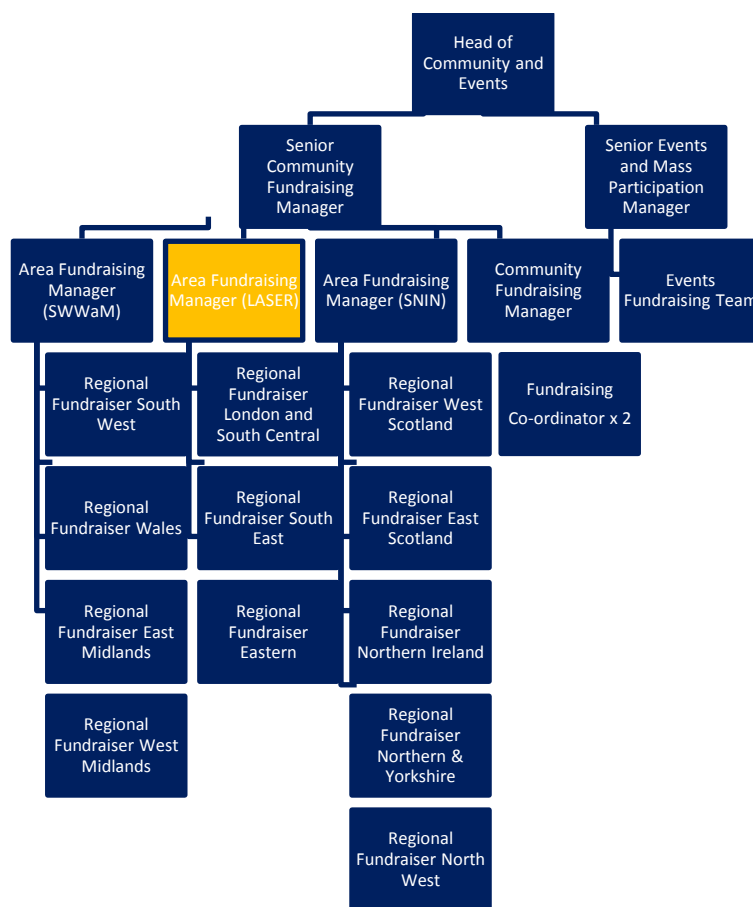 Head of
Community and
Events
Senior
Community
Fundraising
Manager
Senior Events
and Mass
Participation
Manager
Area Fundraising
Manager
(SWWaM)
Area Fundraising
Manager (LASER)
Area Fundraising
Manager (SNIN)
Community
Fundraising
Manager
Events
Fundraising Team
Regional
Fundraiser South
West
Regional
Fundraiser
London and
South Central
Regional
Fundraiser West
Scotland
Fundraising
Co-ordinator x 2
Regional
Fundraiser Wales
Regional
Fundraiser South
East
Regional
Fundraiser East
Scotland
Regional
Fundraiser East
Midlands
Regional
Fundraiser
Eastern
Regional
Fundraiser
Northern Ireland
Regional
Fundraiser West
Midlands
Regional
Fundraiser
Northern &
Yorkshire
Regional
Fundraiser North
West